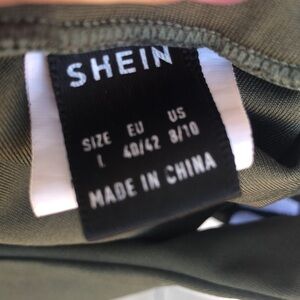 SHEIN
SIZE EU US
L 40/42 8/10
MADE IN CHINA